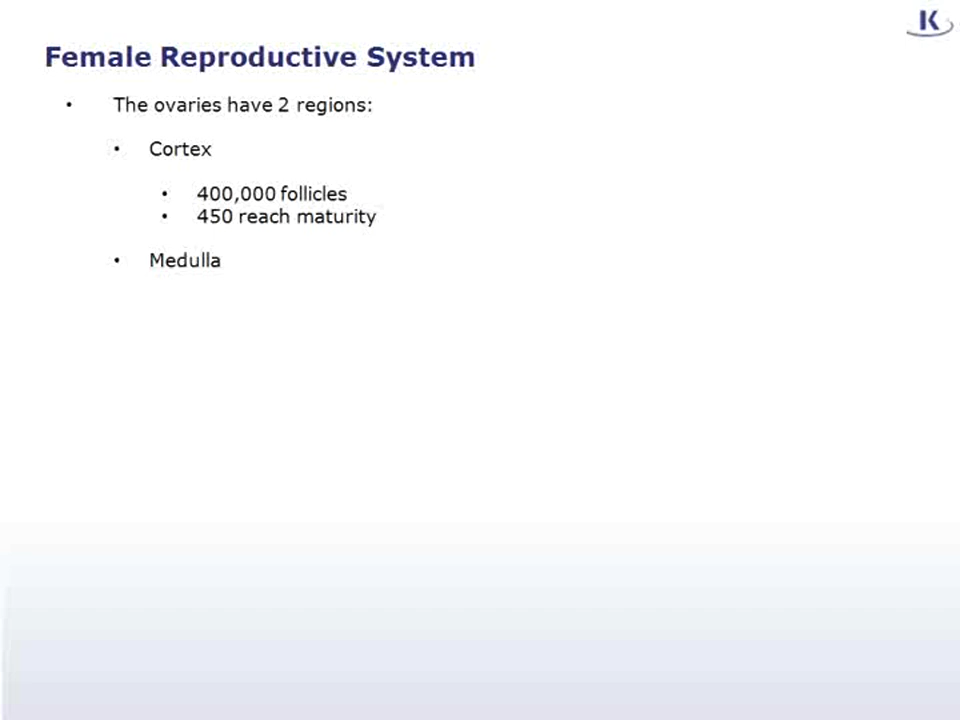 K
Female Reproductive System
• The ovaries have 2 regions:
• Cortex
• 400,000 follicles
• 450 reach maturity
• Medulla